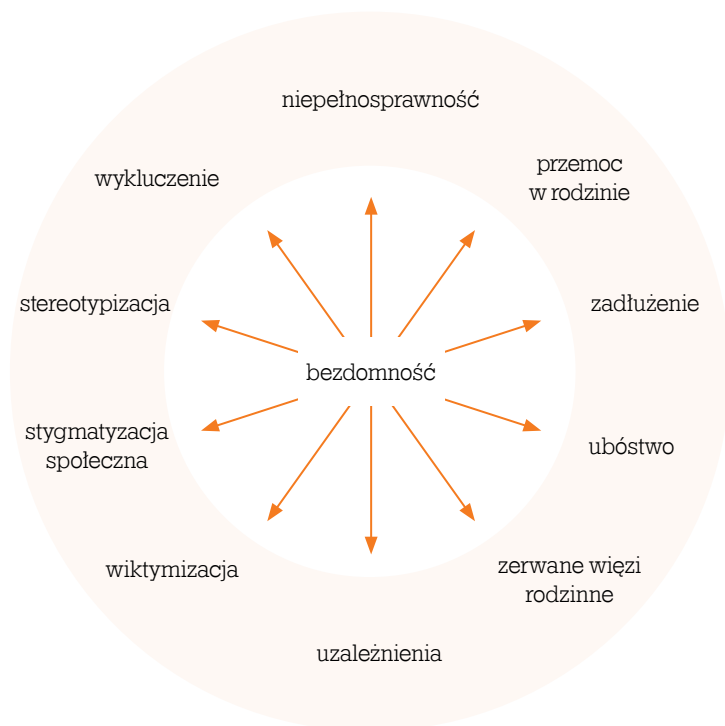 niepełnosprawność
przemoc
w rodzinie
wykluczenie
stereotypizacja
zadłużenie
bezdomność
stygmatyzacja
społeczna
ubóstwo
wiktymizacja
zerwane więzi
rodzinne
uzależnienia